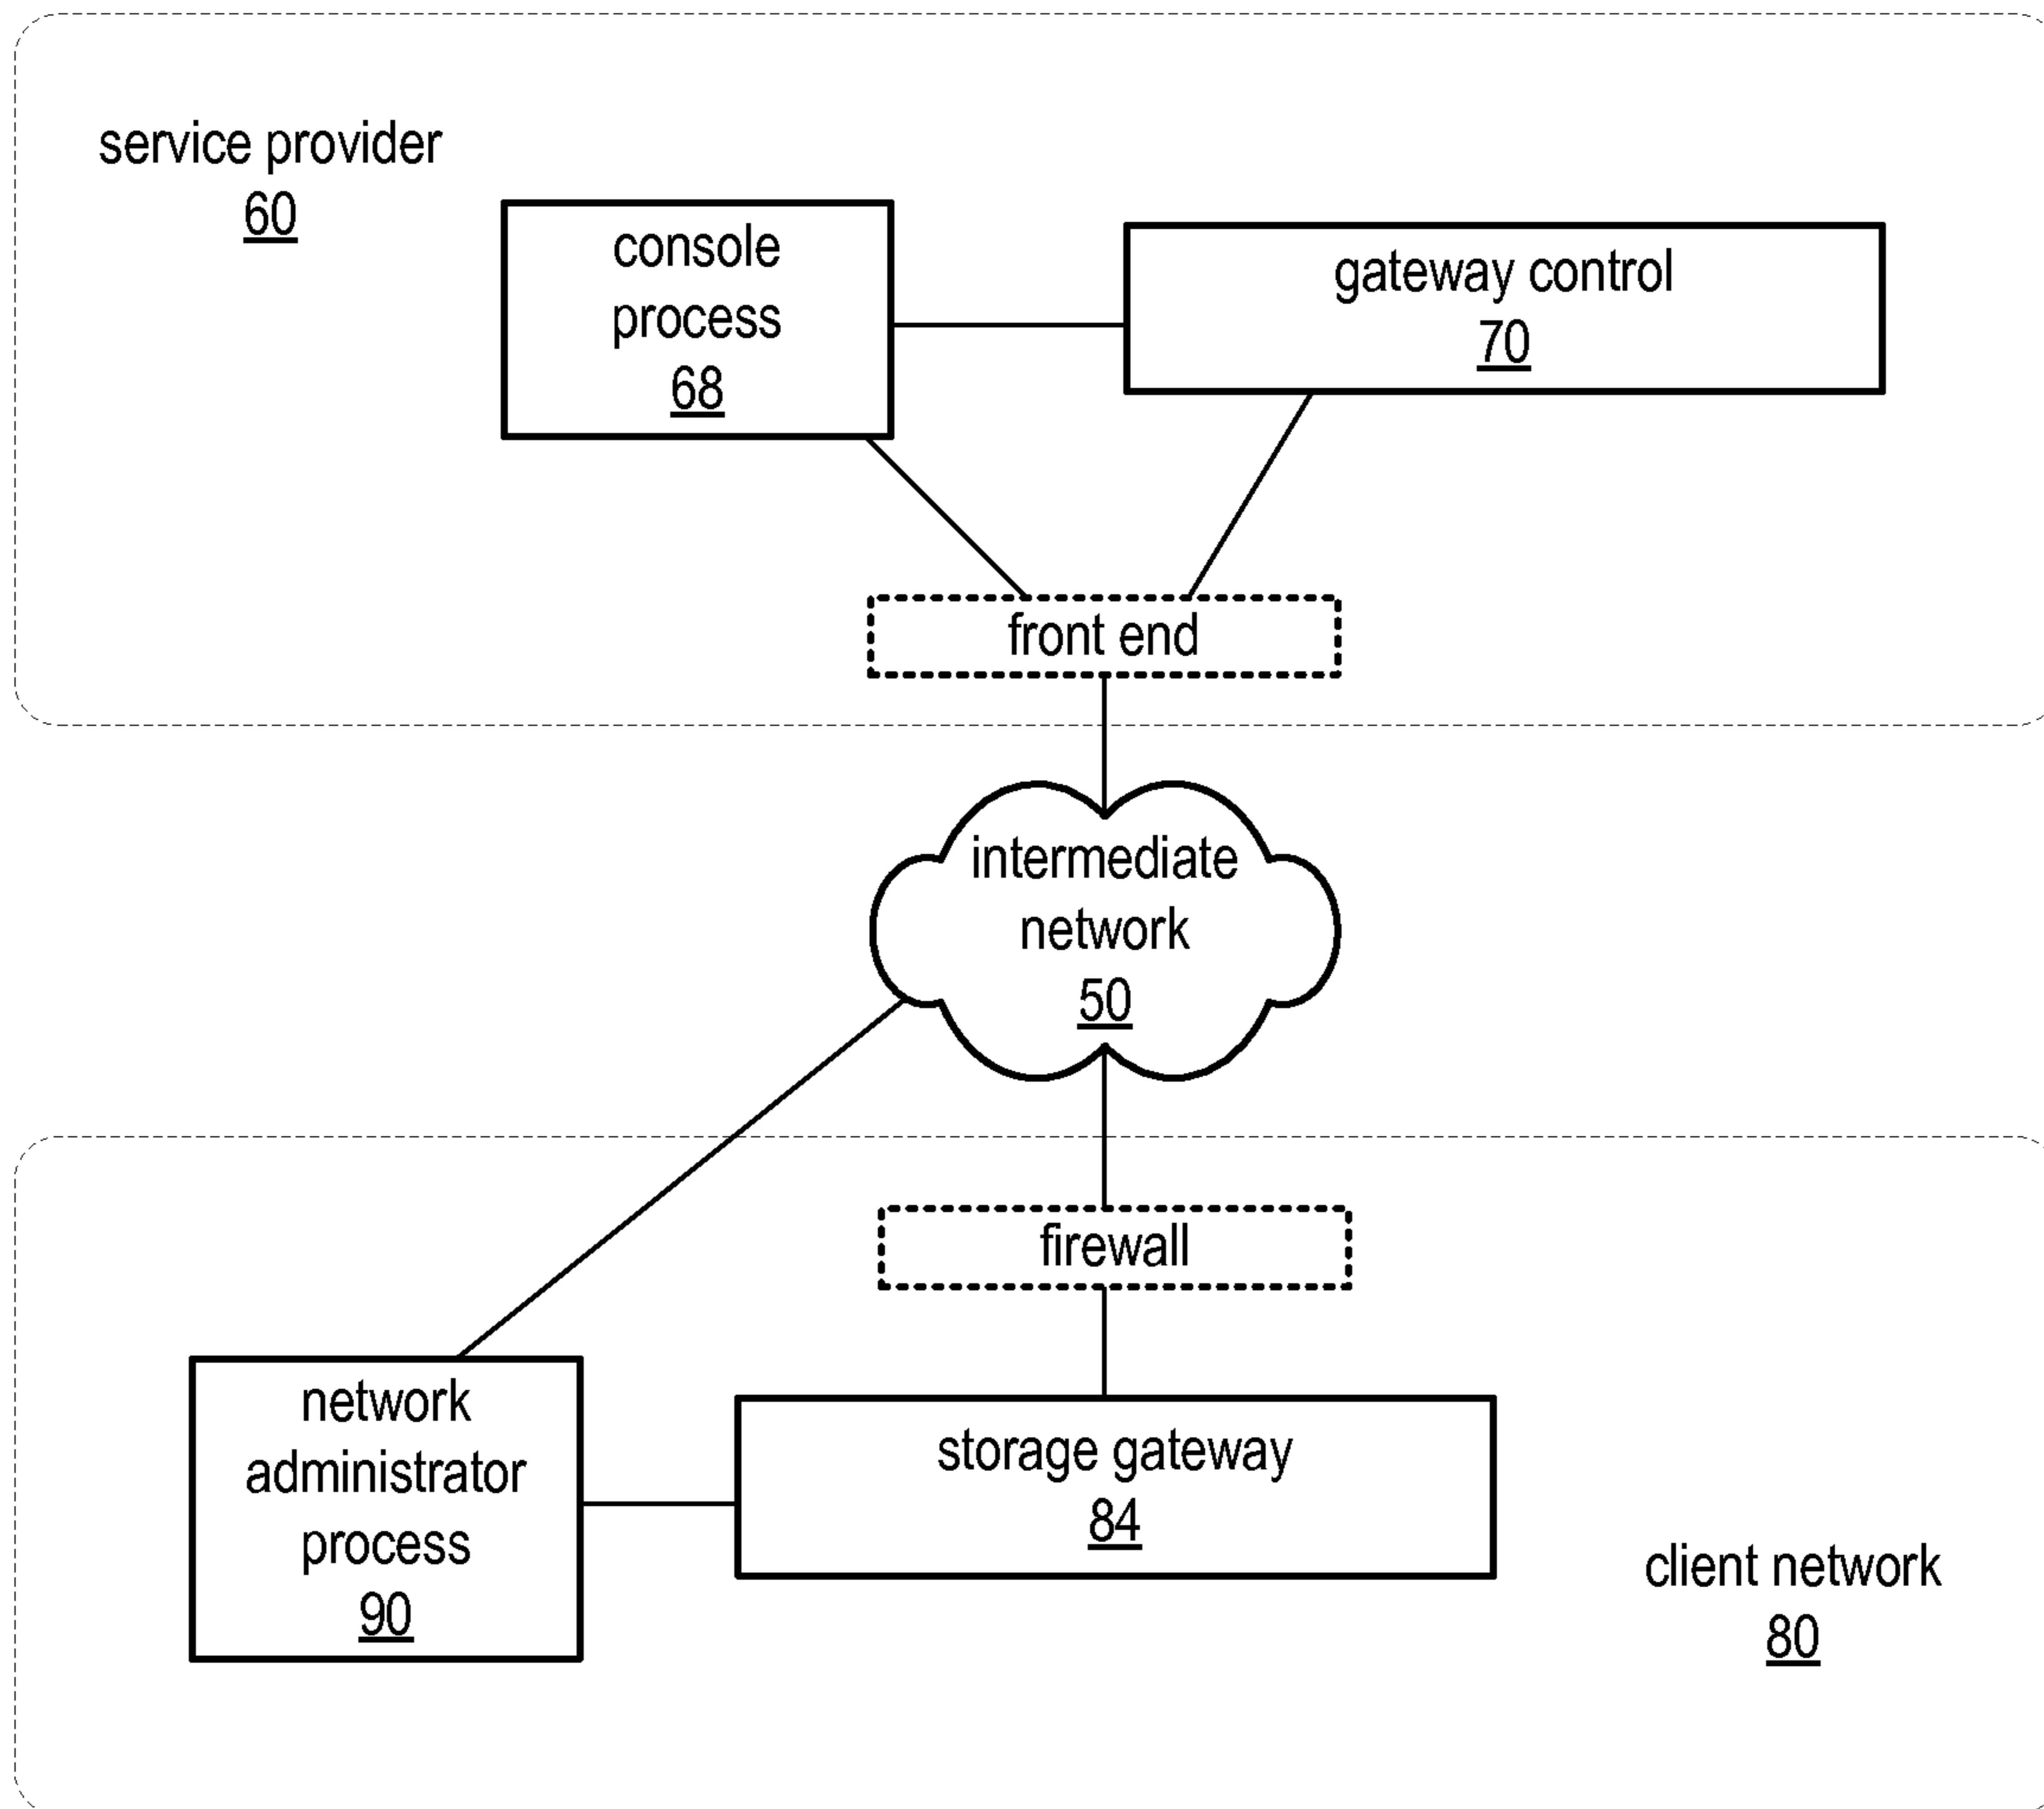 service provider
60
console
process
68
gateway control
70
front end
intermediate
network
50
firewall
network
administrator
process
90
storage gateway
84
client network
80